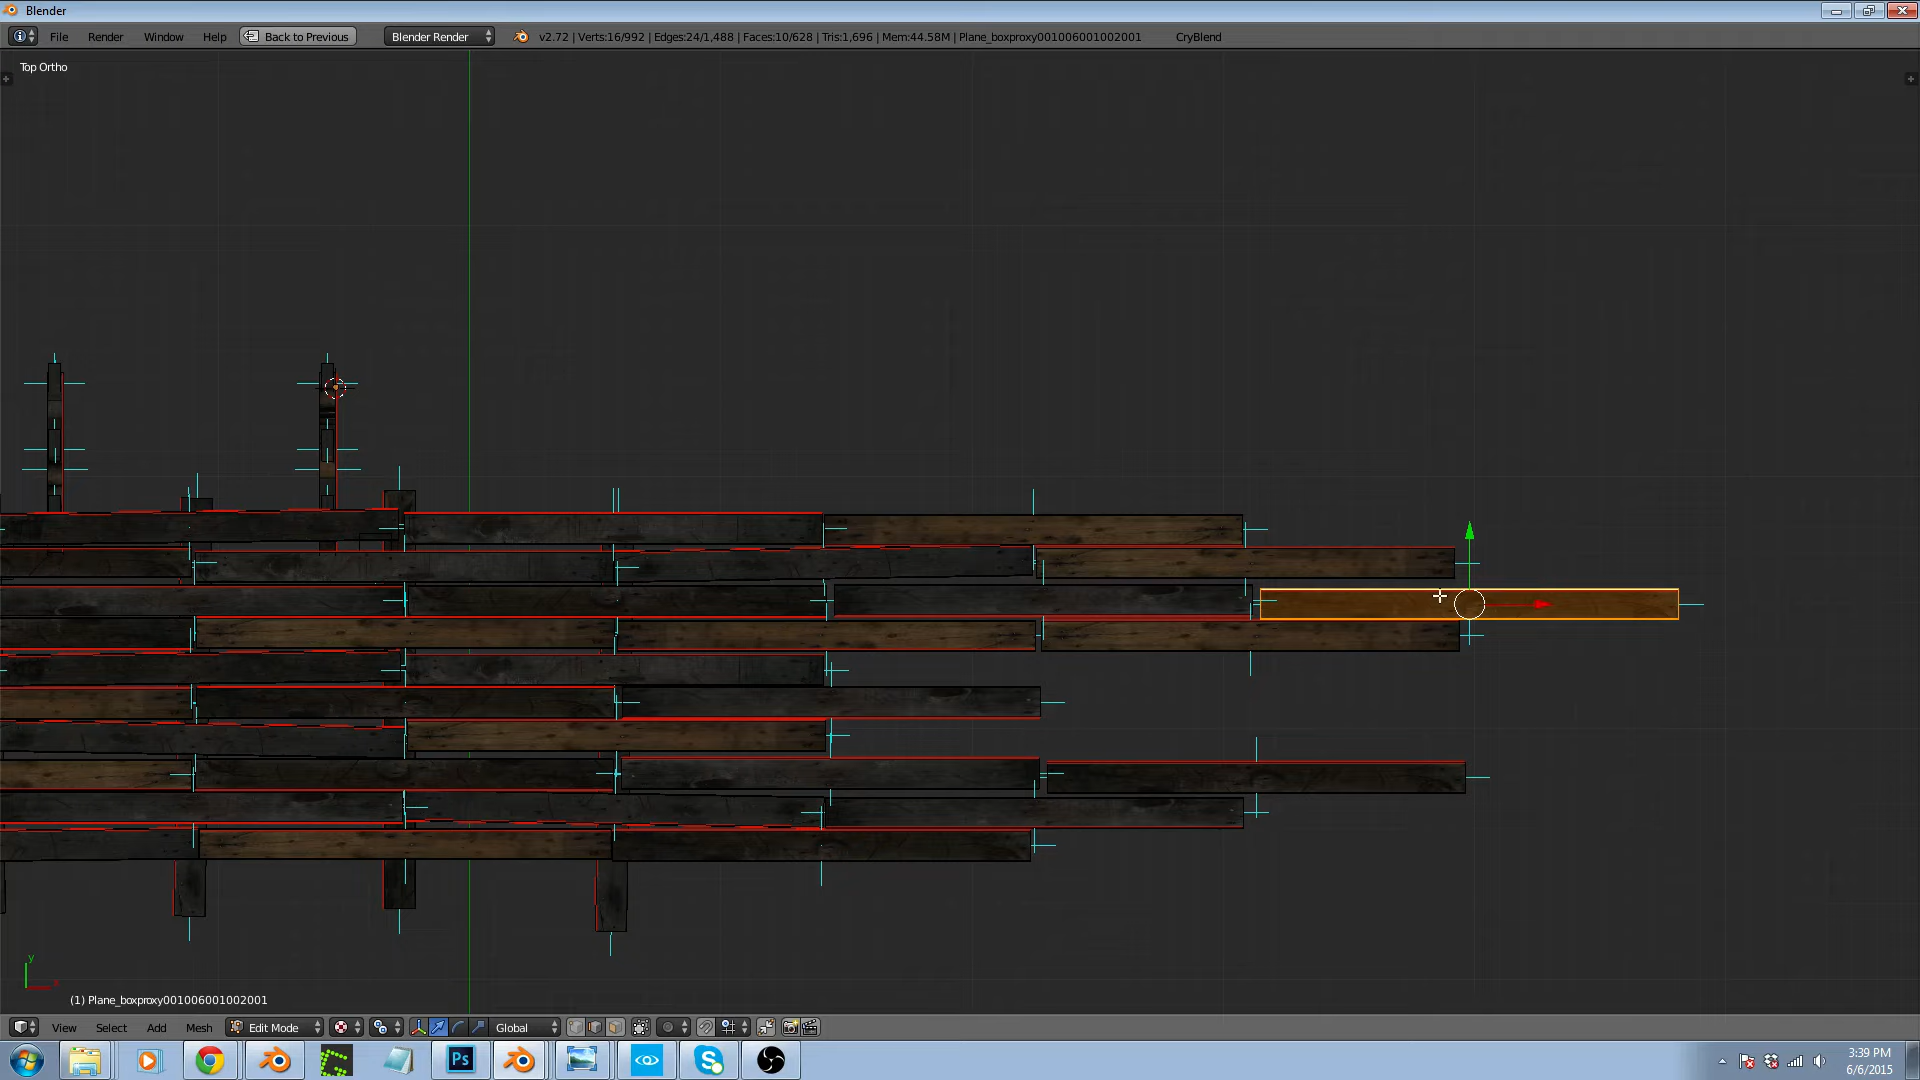 Blender
File Render Window Help Back to Previous Blender Render v2.72 | Verts:16/992 | Edges:24/1,488 | Faces:10/628 | Tris:1,696 | Mem:44.58M | Plane_boxproxy001006001002001 CryBlend
Top Ortho
y
x
(1) Plane_boxproxy001006001002001
View Select Add Mesh Edit Mode Global
Ps
3:39 PM
6/6/2015